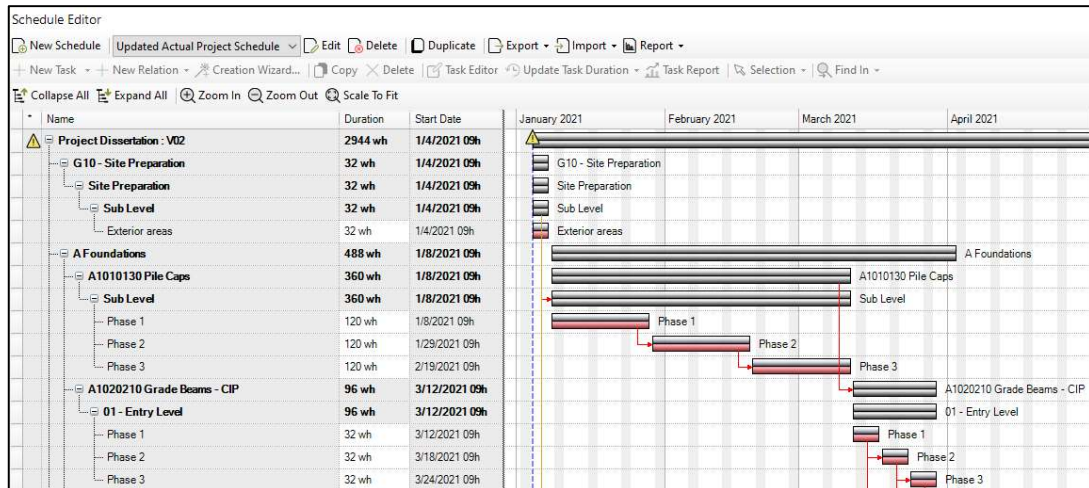 Schedule Editor
New Schedule Updated Actual Project Schedule Edit Delete Duplicate Export Import Report
New Task New Relation Creation Wizard... Copy Delete Task Editor Update Task Duration Task Report Selection Find In
Collapse All Expand All Zoom In Zoom Out Scale To Fit
* Name Duration Start Date January 2021 February 2021 March 2021 April 2021
Project Dissertation : V02 2944 wh 1/4/2021 09h
G10 - Site Preparation 32 wh 1/4/2021 09h G10 - Site Preparation
Site Preparation 32 wh 1/4/2021 09h Site Preparation
Sub Level 32 wh 1/4/2021 09h Sub Level
Exterior areas 32 wh 1/4/2021 09h Exterior areas
A Foundations 488 wh 1/8/2021 09h A Foundations
A1010130 Pile Caps 360 wh 1/8/2021 09h A1010130 Pile Caps
Sub Level 360 wh 1/8/2021 09h Sub Level
Phase 1 120 wh 1/8/2021 09h Phase 1
Phase 2 120 wh 1/29/2021 09h Phase 2
Phase 3 120 wh 2/19/2021 09h Phase 3
A1020210 Grade Beams - CIP 96 wh 3/12/2021 09h A1020210 Grade Beams - CIP
01 - Entry Level 96 wh 3/12/2021 09h 01 - Entry Level
Phase 1 32 wh 3/12/2021 09h Phase 1
Phase 2 32 wh 3/18/2021 09h Phase 2
Phase 3 32 wh 3/24/2021 09h Phase 3